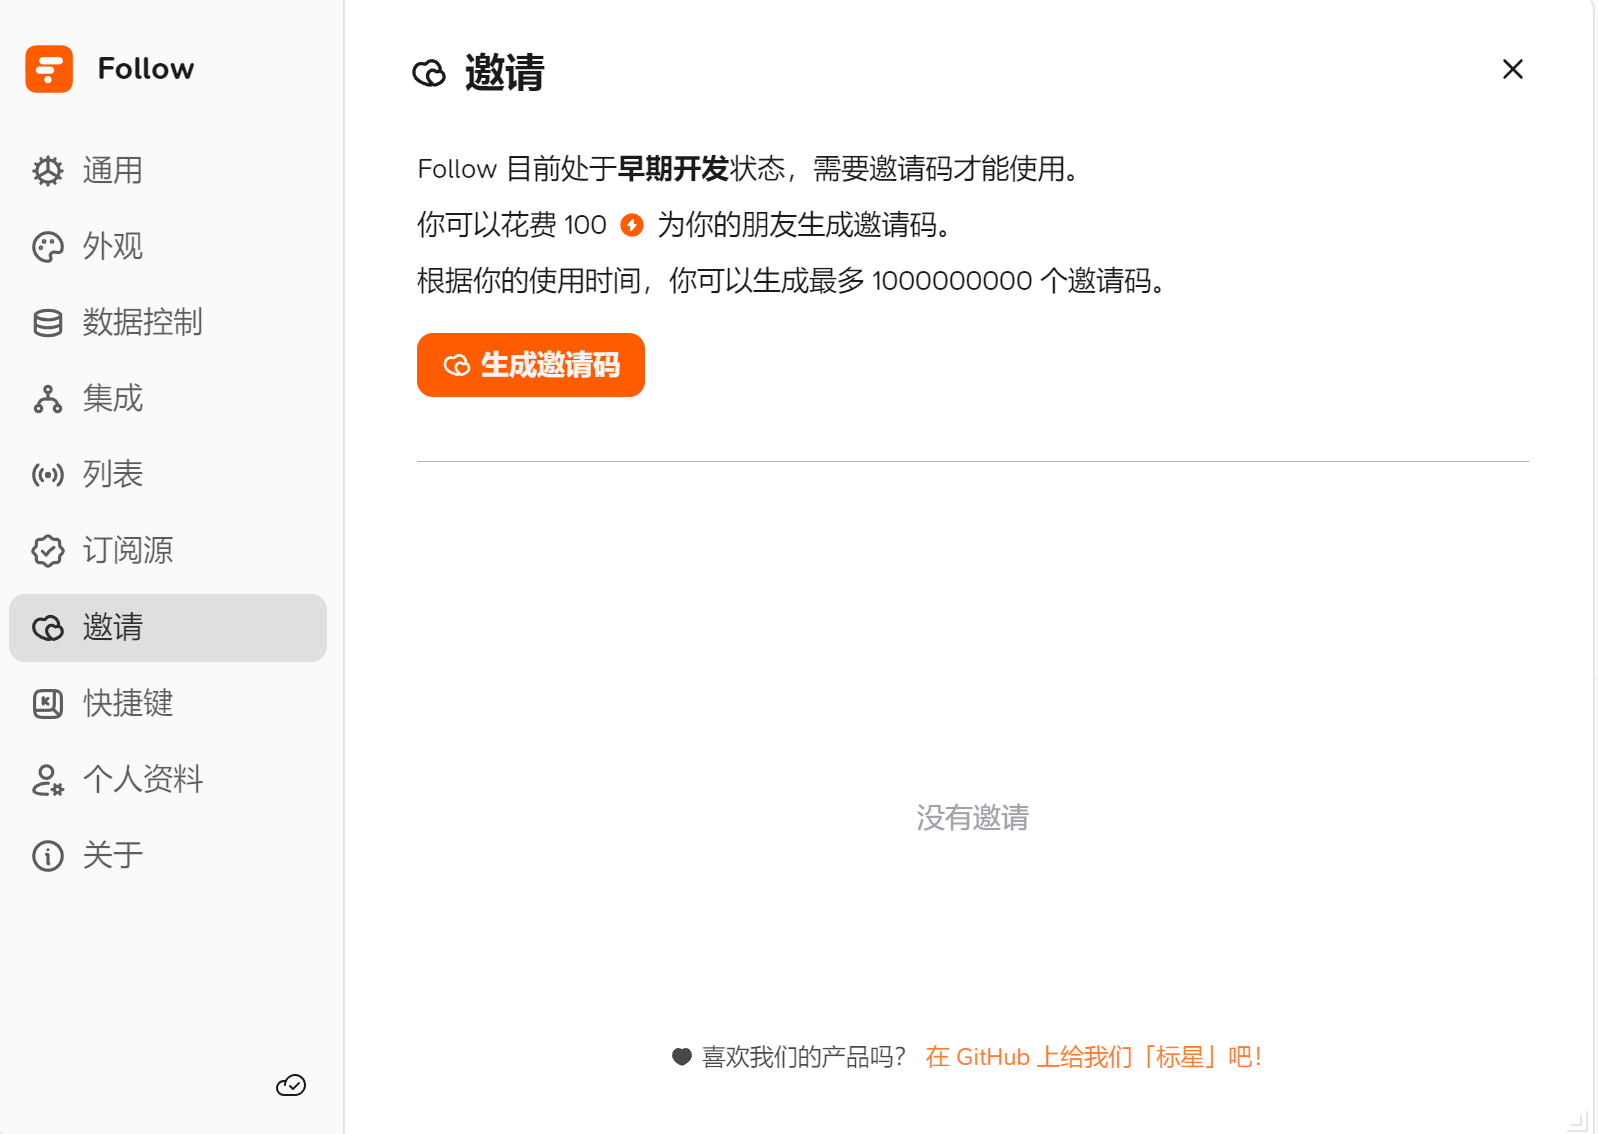 Follow
通用
外观
数据控制
集成
列表
订阅源
邀请
快捷键
个人资料
关于
邀请
Follow 目前处于早期开发状态，需要邀请码才能使用。
你可以花费 100 为你的朋友生成邀请码。
根据你的使用时间，你可以生成最多 1000000000 个邀请码。
生成邀请码
没有邀请
喜欢我们的产品吗？ 在 GitHub 上给我们「标星」吧！